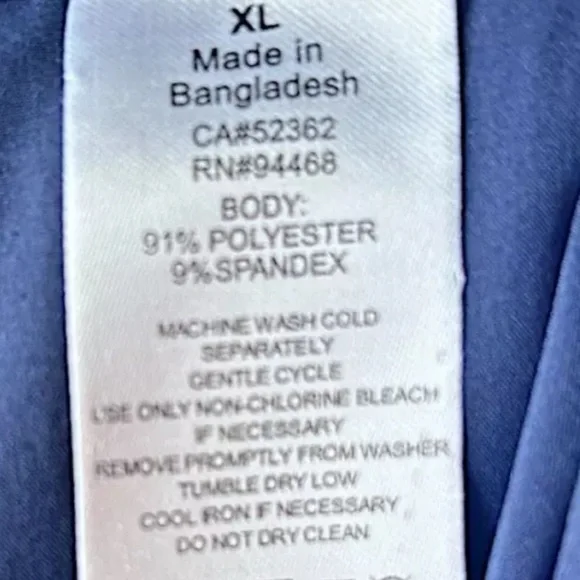 XL
Made in
Bangladesh
CA#52362
RN#94468
BODY:
91% POLYESTER
9%SPANDEX
MACHINE WASH COLD
SEPARATELY
GENTLE CYCLE
USE ONLY NON-CHLORINE BLEACH
IF NECESSARY
REMOVE PROMPTLY FROM WASHER
TUMBLE DRY LOW
COOL IRON IF NECESSARY
DO NOT DRY CLEAN